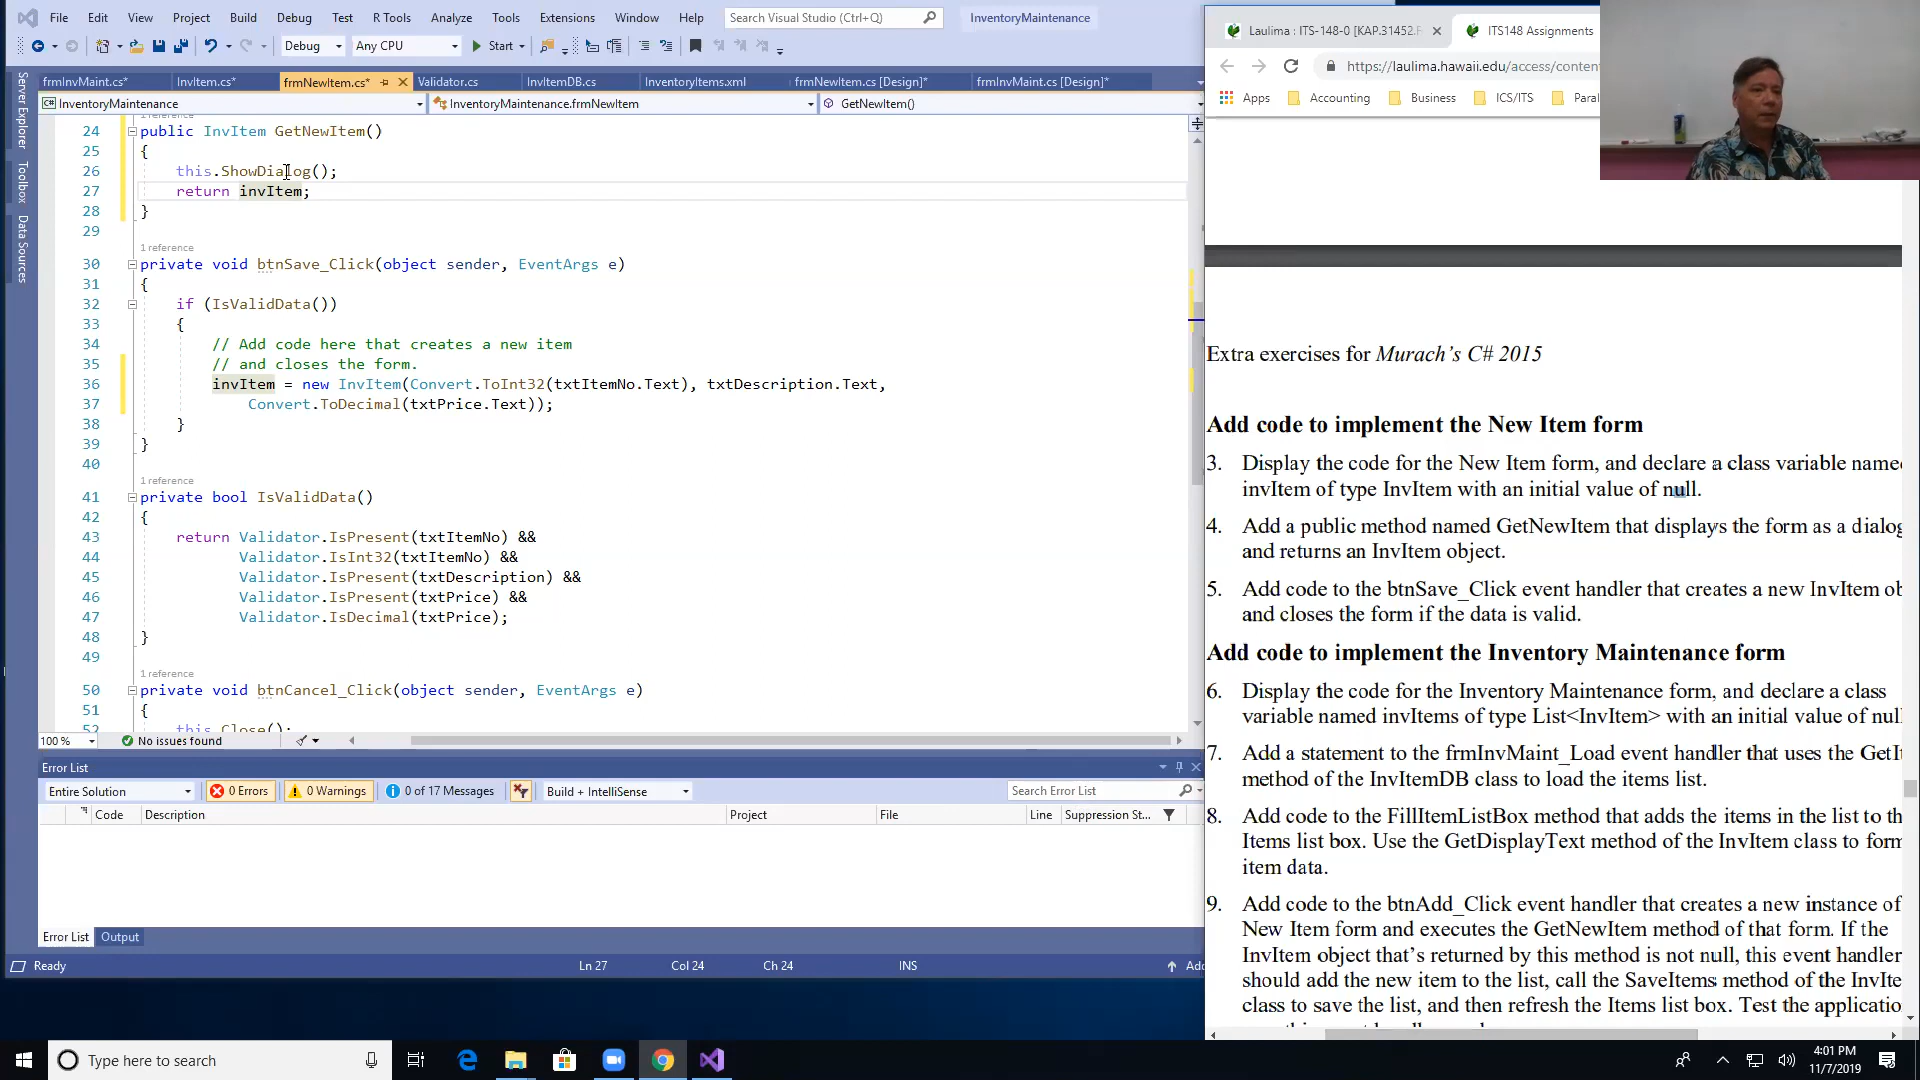 File Edit View Project Build Debug Test R Tools Analyze Tools Extensions Window Help Search Visual Studio (Ctrl+Q) InventoryMaintenance
Debug Any CPU Start
frmInvMaint.cs* InvItem.cs* frmNewItem.cs* Validator.cs InvItemDB.cs InventoryItems.xml frmNewItem.cs [Design]* frmInvMaint.cs [Design]*
InventoryMaintenance InventoryMaintenance.frmNewItem GetNewItem()
Server Explorer
Toolbox
Data Sources
24 public InvItem GetNewItem()
25 {
26 this.ShowDialog();
27 return invItem;
28 }
29
1 reference
30 private void btnSave_Click(object sender, EventArgs e)
31 {
32 if (IsValidData())
33 {
34 // Add code here that creates a new item
35 // and closes the form.
36 invItem = new InvItem(Convert.ToInt32(txtItemNo.Text), txtDescription.Text,
37 Convert.ToDecimal(txtPrice.Text));
38 }
39 }
40
1 reference
41 private bool IsValidData()
42 {
43 return Validator.IsPresent(txtItemNo) &&
44 Validator.IsInt32(txtItemNo) &&
45 Validator.IsPresent(txtDescription) &&
46 Validator.IsPresent(txtPrice) &&
47 Validator.IsDecimal(txtPrice);
48 }
49
1 reference
50 private void btnCancel_Click(object sender, EventArgs e)
51 {
52 this.Close();
100 % No issues found
Error List
Entire Solution 0 Errors 0 Warnings 0 of 17 Messages Build + IntelliSense Search Error List
Code Description Project File Line Suppression St...
Error List Output
Ready Ln 27 Col 24 Ch 24 INS Add
Laulima : ITS-148-0 [KAP.31452.F ITS148 Assignments
https://laulima.hawaii.edu/access/conten
Apps Accounting Business ICS/ITS Paral
Extra exercises for Murach's C# 2015
Add code to implement the New Item form
3. Display the code for the New Item form, and declare a class variable name
invItem of type InvItem with an initial value of null.
4. Add a public method named GetNewItem that displays the form as a dialog
and returns an InvItem object.
5. Add code to the btnSave_Click event handler that creates a new InvItem ob
and closes the form if the data is valid.
Add code to implement the Inventory Maintenance form
6. Display the code for the Inventory Maintenance form, and declare a class
variable named invItems of type List<InvItem> with an initial value of null
7. Add a statement to the frmInvMaint_Load event handler that uses the GetIt
method of the InvItemDB class to load the items list.
8. Add code to the FillItemListBox method that adds the items in the list to th
Items list box. Use the GetDisplayText method of the InvItem class to form
item data.
9. Add code to the btnAdd_Click event handler that creates a new instance of
New Item form and executes the GetNewItem method of that form. If the
InvItem object that's returned by this method is not null, this event handler
should add the new item to the list, call the SaveItems method of the InvIte
class to save the list, and then refresh the Items list box. Test the applicatio
Type here to search
4:01 PM
11/7/2019